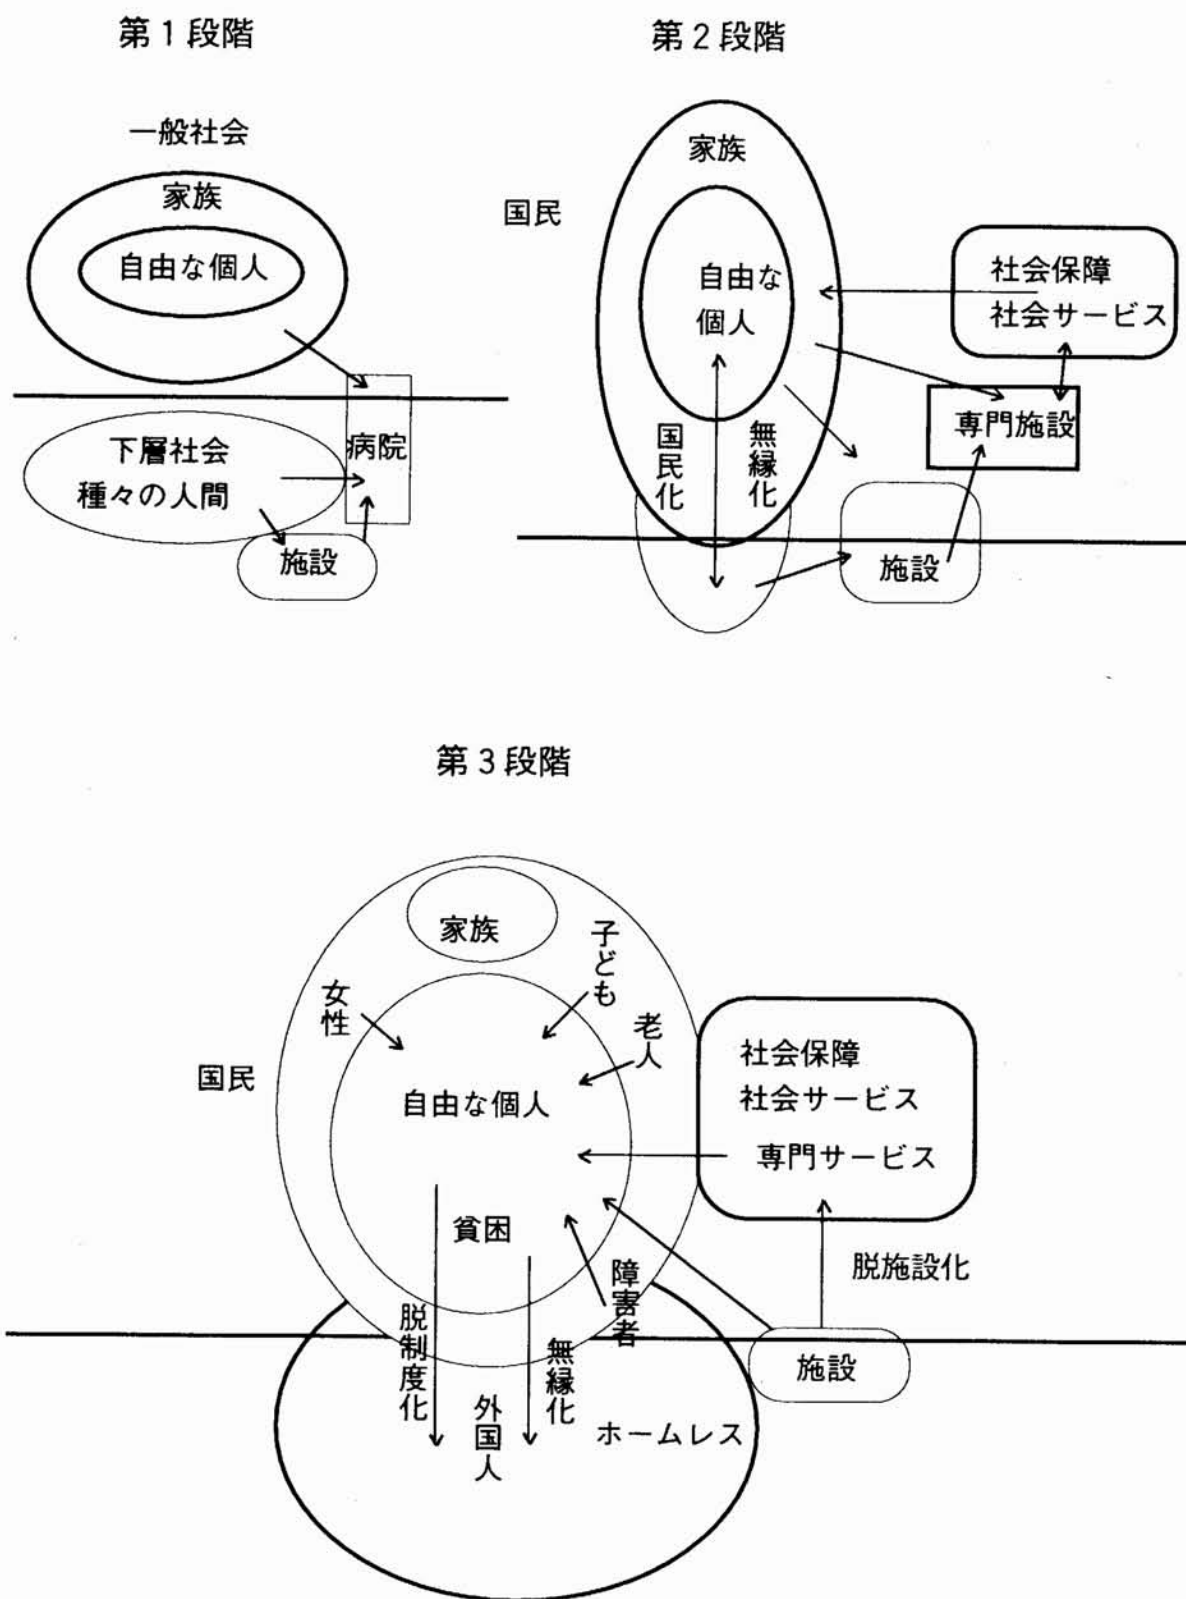 第1段階
一般社会
家族
自由な個人
下層社会
種々の人間
病院
施設
第2段階
国民
家族
自由な
個人
国民化
無縁化
社会保障
社会サービス
専門施設
施設
第3段階
国民
家族
女性
子ども
老人
自由な個人
貧困
脱制度化
無縁化
障害者
外国人
ホームレス
社会保障
社会サービス
専門サービス
脱施設化
施設